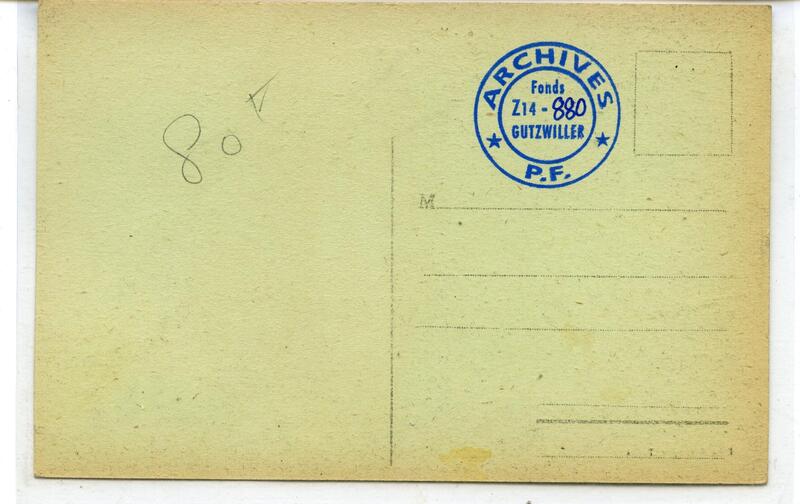 ARCHIVES
Fonds
Z14 - 880
GUTZWILLER
P.F.
80
M